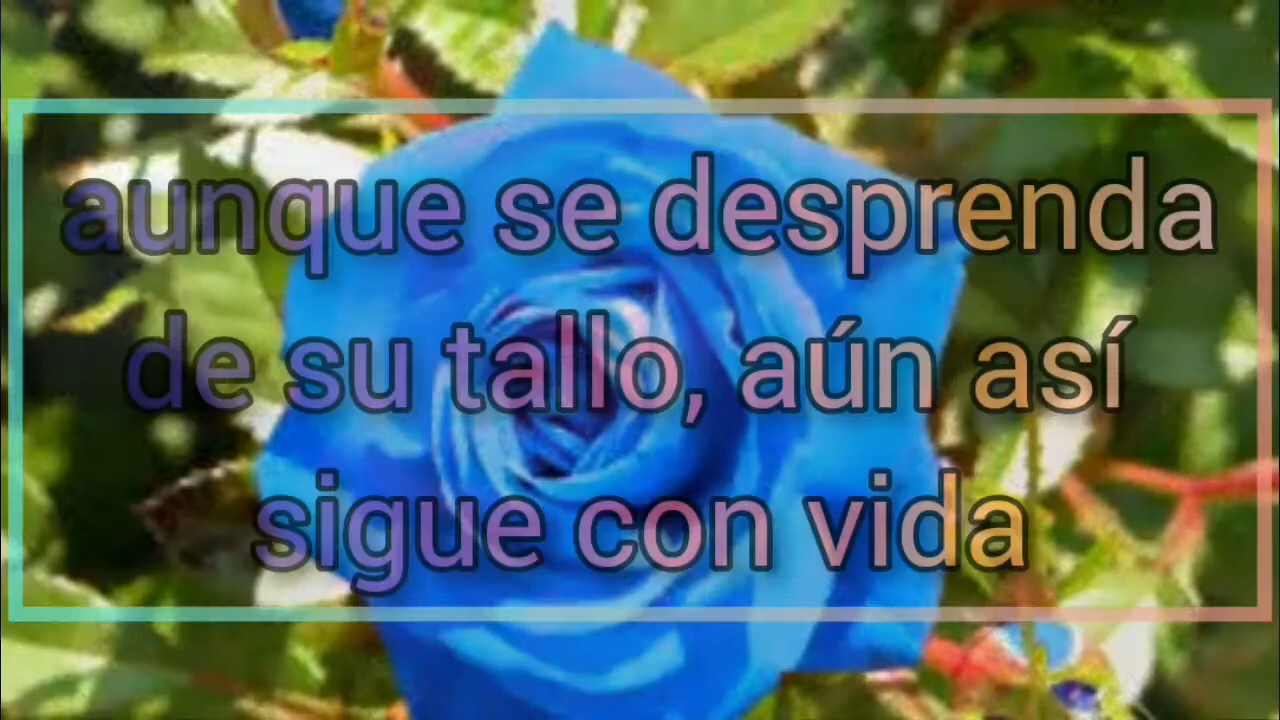 aunque se desprenda
de su tallo, aún así
sigue con vida